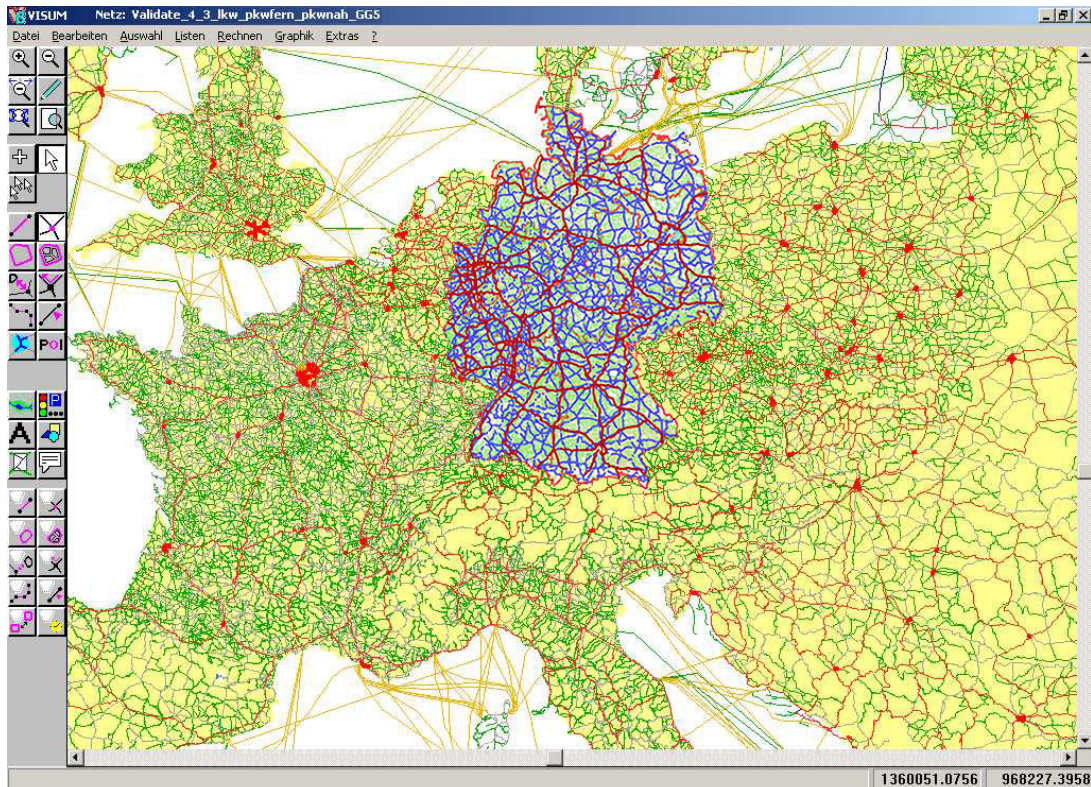 VISUM Netz: Validate_4_3_lkw_pkwfern_pkwnah_GG5
Datei Bearbeiten Auswahl Listen Rechnen Graphik Extras ?
POI
P
A
1360051.0756 968227.3958